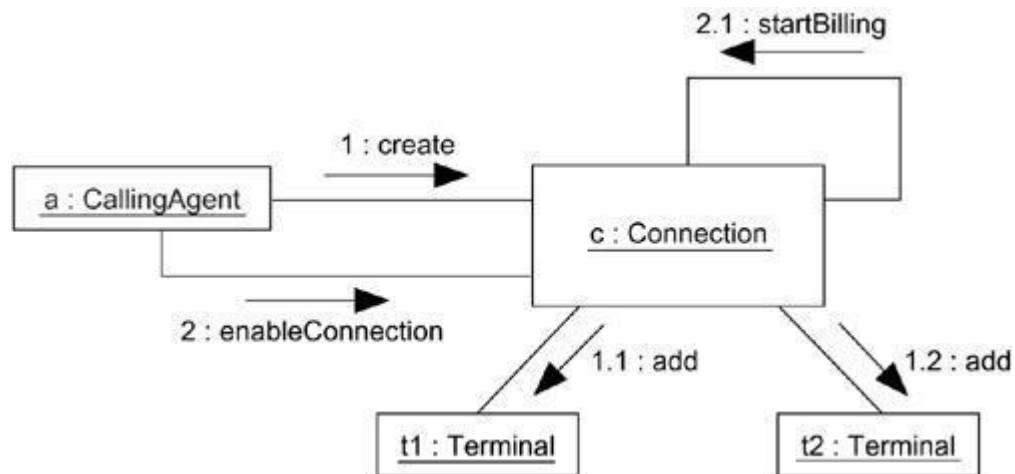 2.1 : startBilling
1 : create
a : CallingAgent
c : Connection
2 : enableConnection
1.1 : add
1.2 : add
t1 : Terminal
t2 : Terminal